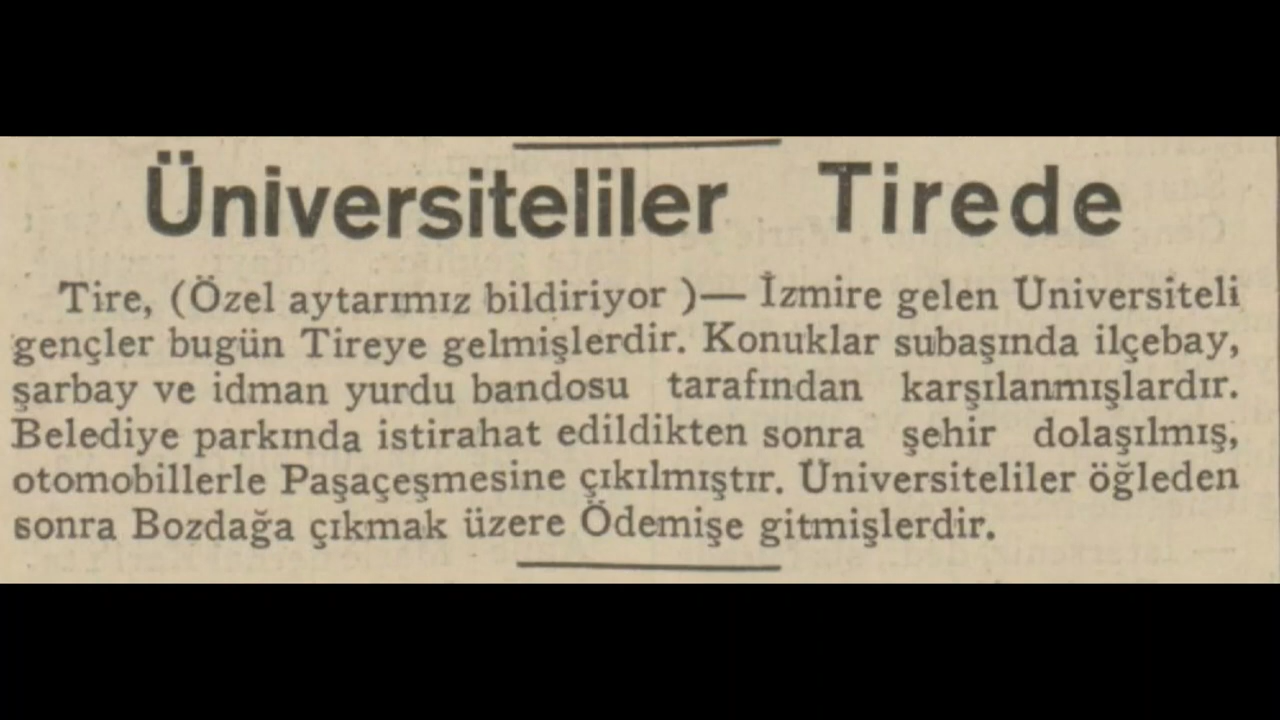 Üniversiteliler Tirede
Tire, (Özel aytarımız bildiriyor )— İzmire gelen Üniversiteli
gençler bugün Tireye gelmişlerdir. Konuklar subaşında ilçebay,
şarbay ve idman yurdu bandosu tarafından karşılanmışlardır.
Belediye parkında istirahat edildikten sonra şehir dolaşılmış,
otomobillerle Paşaçeşmesine çıkılmıştır. Üniversiteliler öğleden
sonra Bozdağa çıkmak üzere Ödemişe gitmişlerdir.